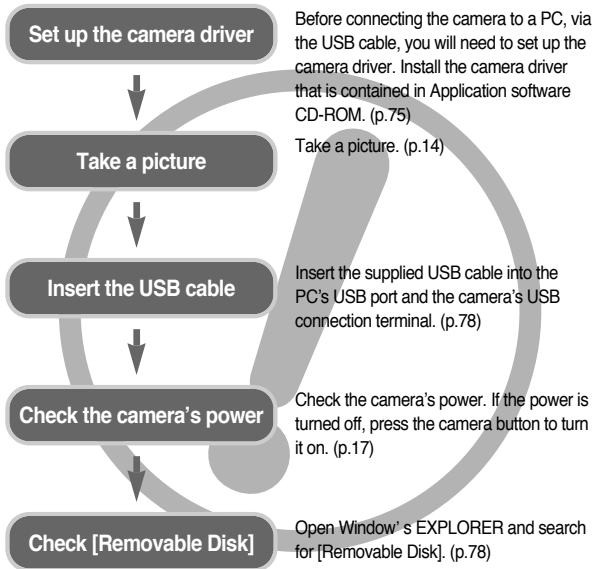 Set up the camera driver
Before connecting the camera to a PC, via
the USB cable, you will need to set up the
camera driver. Install the camera driver
that is contained in Application software
CD-ROM. (p.75)
Take a picture
Take a picture. (p.14)
Insert the USB cable
Insert the supplied USB cable into the
PC's USB port and the camera's USB
connection terminal. (p.78)
Check the camera's power
Check the camera's power. If the power is
turned off, press the camera button to turn
it on. (p.17)
Check [Removable Disk]
Open Window' s EXPLORER and search
for [Removable Disk]. (p.78)